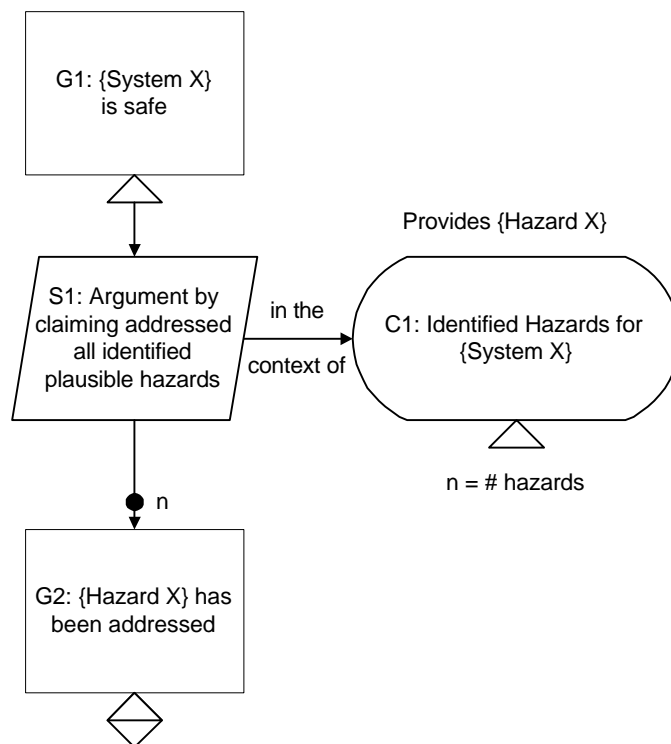 G1: {System X}
is safe
Provides {Hazard X}
S1: Argument by
claiming addressed
all identified
plausible hazards
in the
context of
C1: Identified Hazards for
{System X}
n = # hazards
n
G2: {Hazard X} has
been addressed